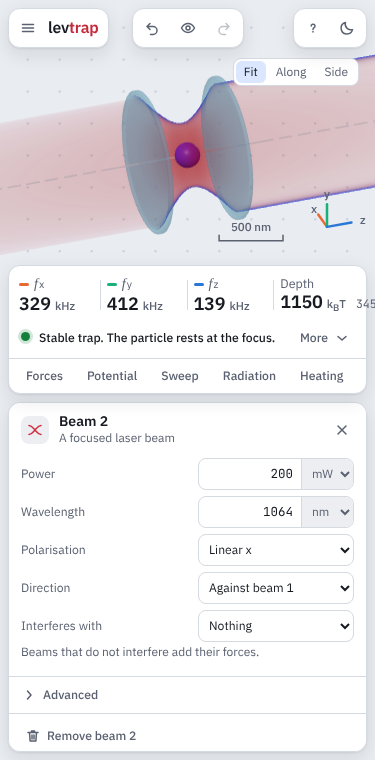 levtrap
?
Fit Along Side
y
x
z
500 nm
fx fy fz Depth
329 kHz 412 kHz 139 kHz 1150 kBT 345
Stable trap. The particle rests at the focus. More
Forces Potential Sweep Radiation Heating
Beam 2
A focused laser beam
Power 200 mW
Wavelength 1064 nm
Polarisation Linear x
Direction Against beam 1
Interferes with Nothing
Beams that do not interfere add their forces.
Advanced
Remove beam 2